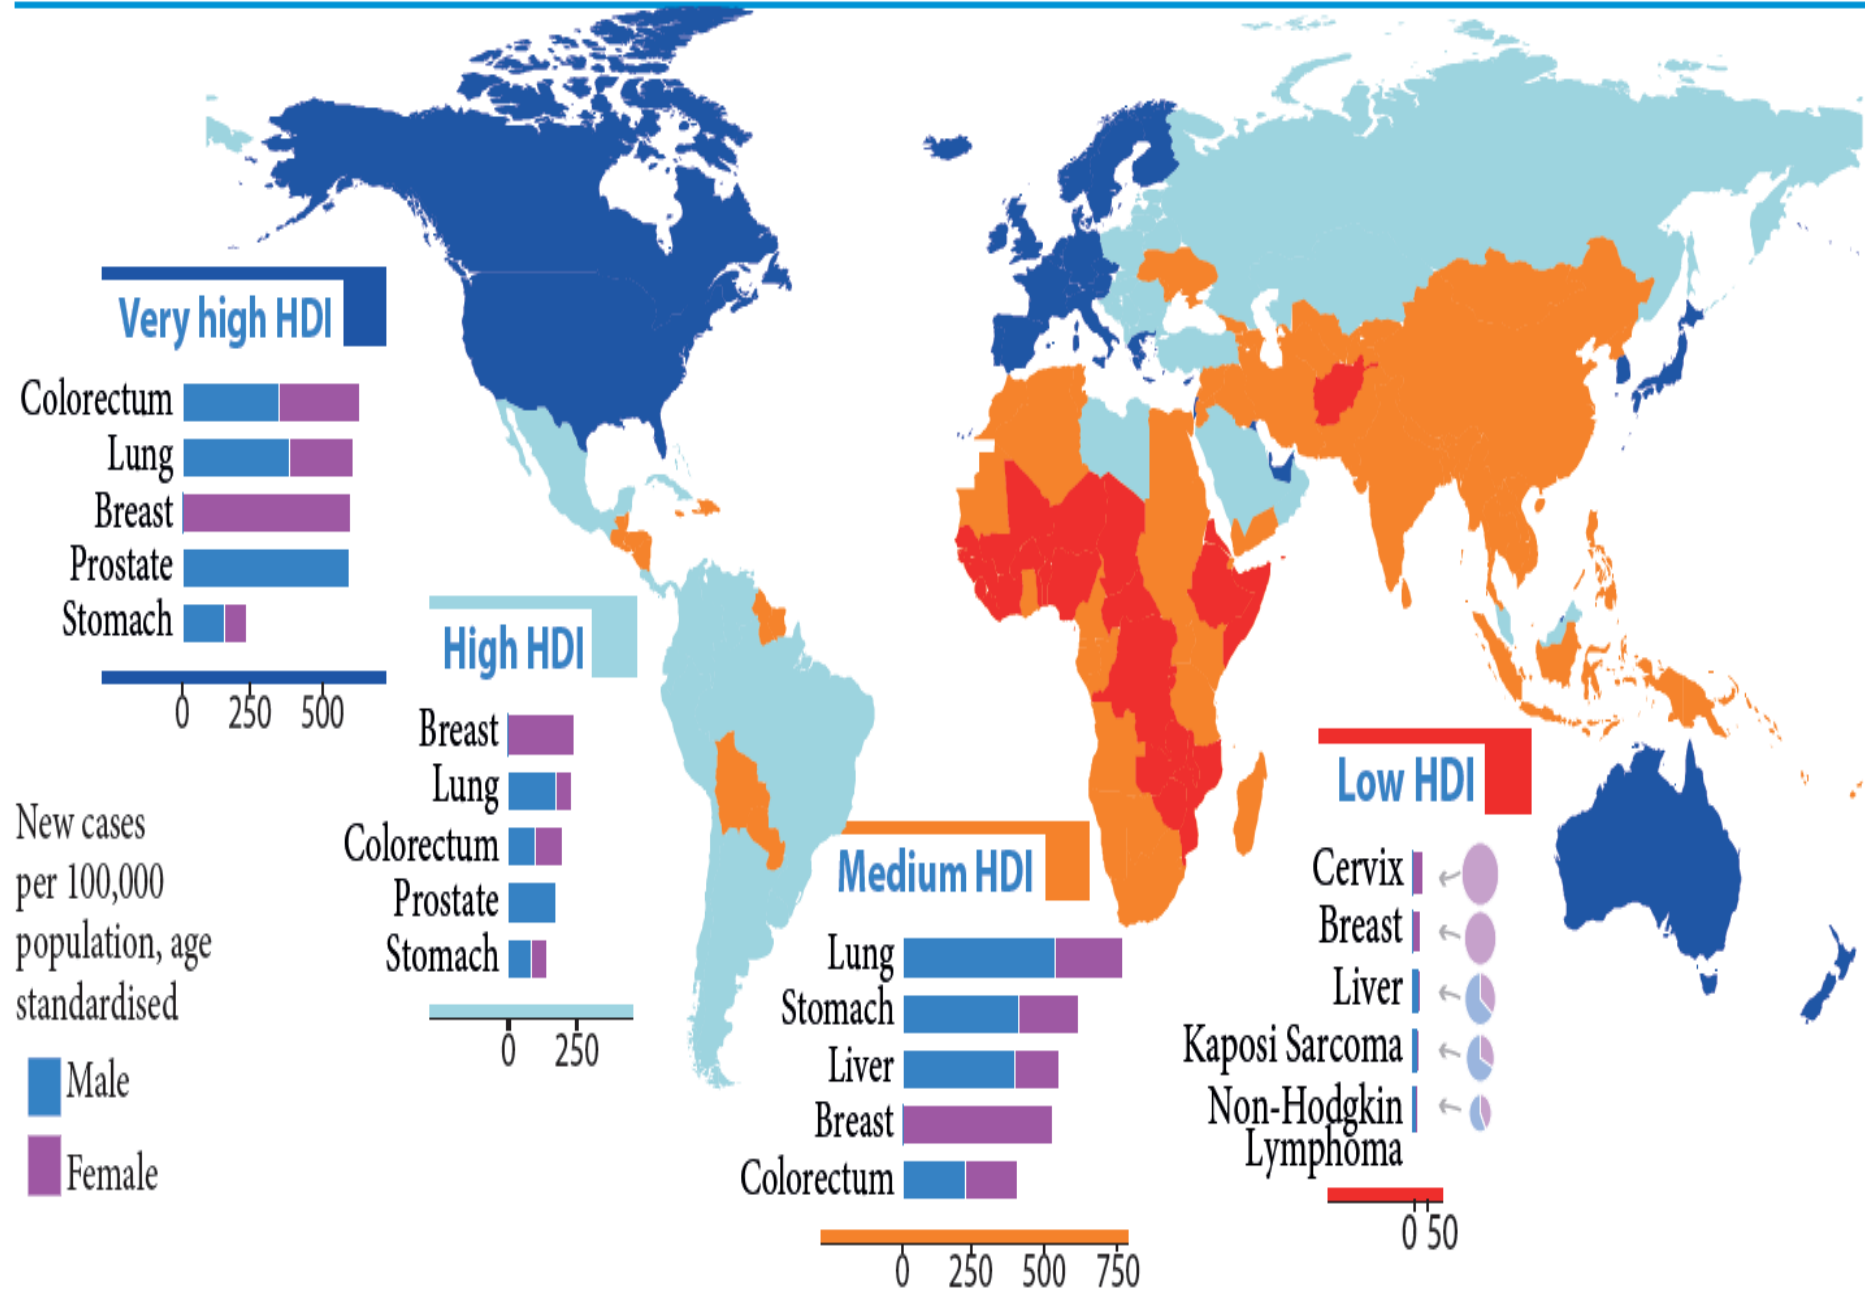 Very high HDI
Colorectum
Lung
Breast
Prostate
Stomach
0 250 500
New cases
per 100,000
population, age
standardised
Male
Female
High HDI
Breast
Lung
Colorectum
Prostate
Stomach
0 250
Medium HDI
Lung
Stomach
Liver
Breast
Colorectum
0 250 500 750
Low HDI
Cervix
Breast
Liver
Kaposi Sarcoma
Non-Hodgkin
Lymphoma
0 50